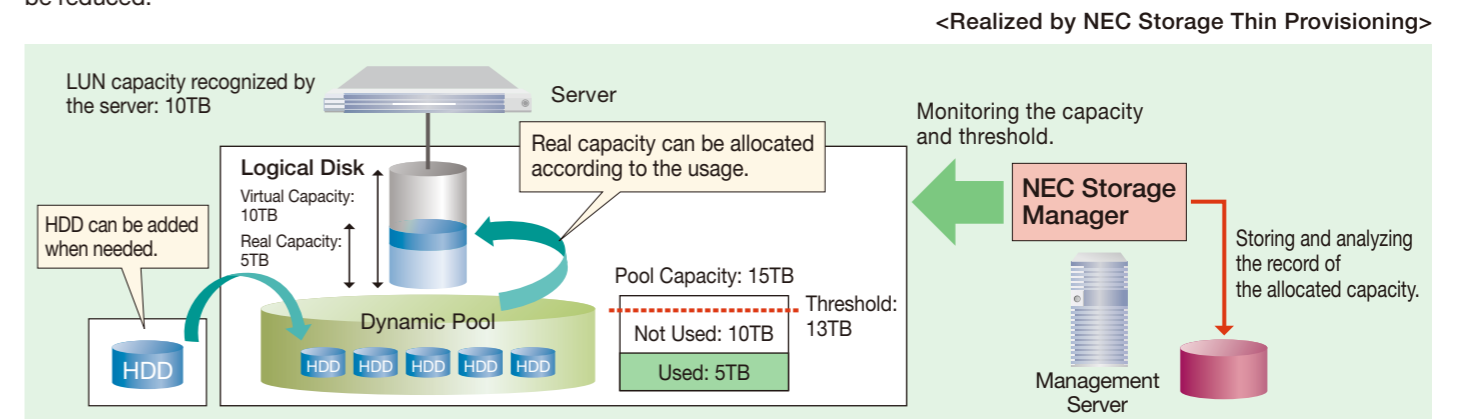 be reduced.
<Realized by NEC Storage Thin Provisioning>
LUN capacity recognized by
the server: 10TB
Server
Real capacity can be allocated
according to the usage.
Monitoring the capacity
and threshold.
Logical Disk
Virtual Capacity:
10TB
Real Capacity:
5TB
HDD can be added
when needed.
NEC Storage
Manager
Storing and analyzing
the record of
the allocated capacity.
Pool Capacity: 15TB
Threshold:
13TB
Not Used: 10TB
Used: 5TB
Dynamic Pool
HDD
HDD
HDD
HDD
HDD
HDD
Management
Server